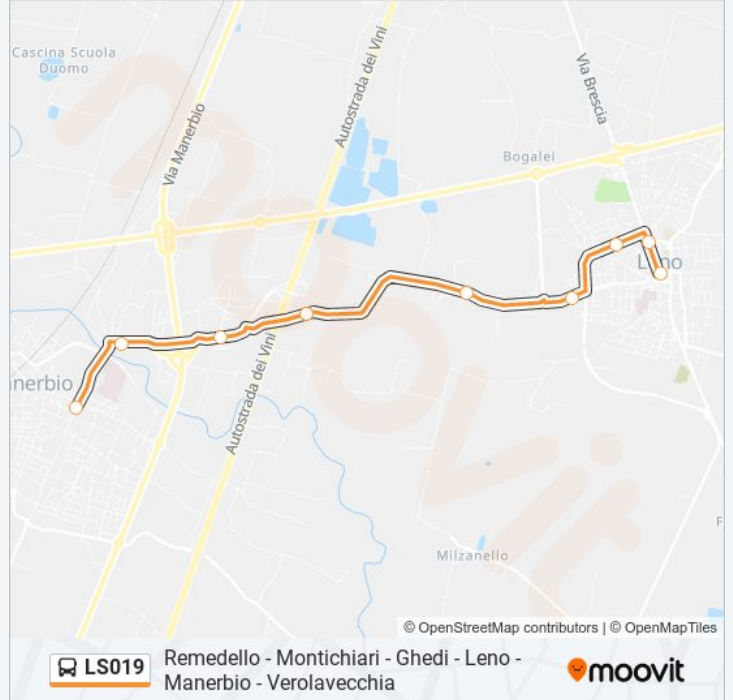 Cascina Scuola
Duomo
Via Manerbio
Autostrada dei Vini
Via Brescia
Bogalei
Leno
nerbio
Autostrada dei Vini
Milzanello
F
© OpenStreetMap contributors | © OpenMapTiles
LS019
Remedello - Montichiari - Ghedi - Leno -
Manerbio - Verolavecchia
moovit
moovit